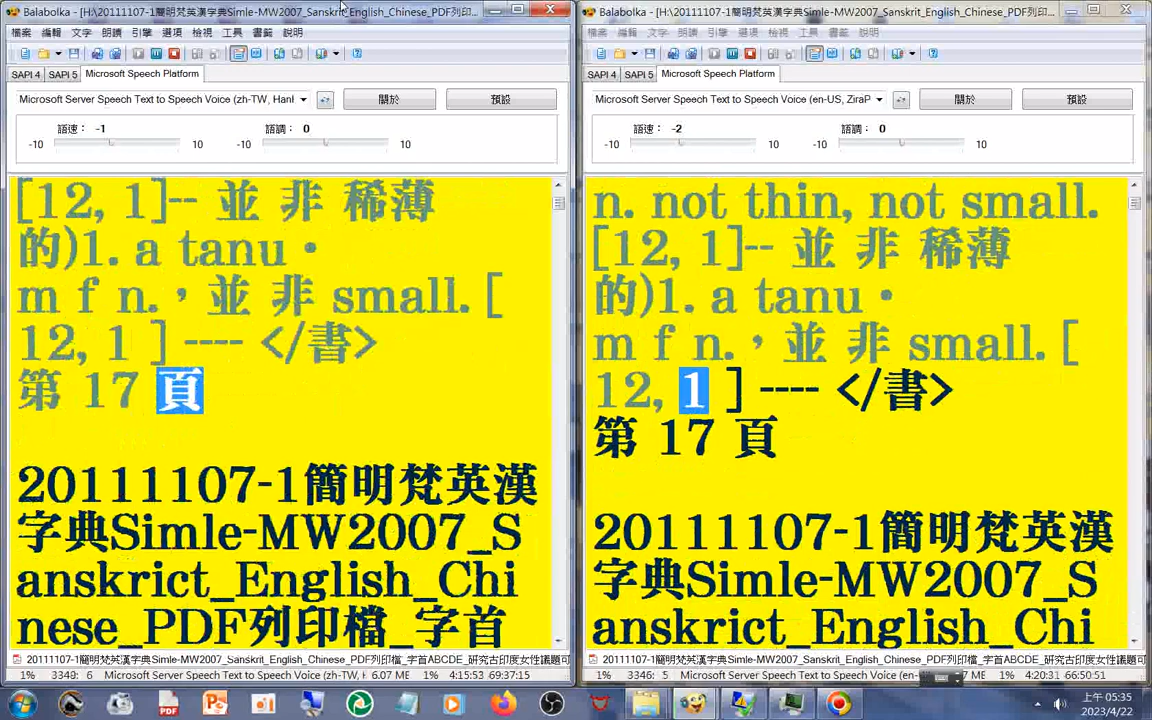 Balabolka - [H:\20111107-1簡明梵英漢字典Simle-MW2007_Sanskrit_English_Chinese_PDF列印...
檔案 編輯 文字 朗讀 引擎 選項 檢視 工具 書籤 說明
SAPI 4 SAPI 5 Microsoft Speech Platform
Microsoft Server Speech Text to Speech Voice (zh-TW, Hanl 關於 預設
語速： -1 語調： 0
-10 10 -10 10
[12, 1]-- 並 非 稀薄
的)1. a tanu •
m f n.，並 非 small. [
12, 1 ] ---- </書>
第 17 頁
20111107-1簡明梵英漢
字典Simle-MW2007_S
anskrict_English_Chi
nese_PDF列印檔_字首
20111107-1簡明梵英漢字典Simle-MW2007_Sanskrit_English_Chinese_PDF列印檔_字首ABCDE_研究古印度女性議題可
1% 3348: 6 Microsoft Server Speech Text to Speech Voice (zh-TW, H 6.07 MB 1% 4:15:53 69:37:15
Balabolka - [H:\20111107-1簡明梵英漢字典Simle-MW2007_Sanskrit_English_Chinese_PDF列印...
檔案 編輯 文字 朗讀 引擎 選項 檢視 工具 書籤 說明
SAPI 4 SAPI 5 Microsoft Speech Platform
Microsoft Server Speech Text to Speech Voice (en-US, ZiraP 關於 預設
語速： -2 語調： 0
-10 10 -10 10
n. not thin, not small.
[12, 1]-- 並 非 稀薄
的)1. a tanu •
m f n.，並 非 small. [
12, 1 ] ---- </書>
第 17 頁
20111107-1簡明梵英漢
字典Simle-MW2007_S
anskrict_English_Chi
20111107-1簡明梵英漢字典Simle-MW2007_Sanskrit_English_Chinese_PDF列印檔_字首ABCDE_研究古印度女性議題可
1% 3346: 5 Microsoft Server Speech Text to Speech Voice 1% 4:20:31 66:50:51
上午 05:35
2023/4/22